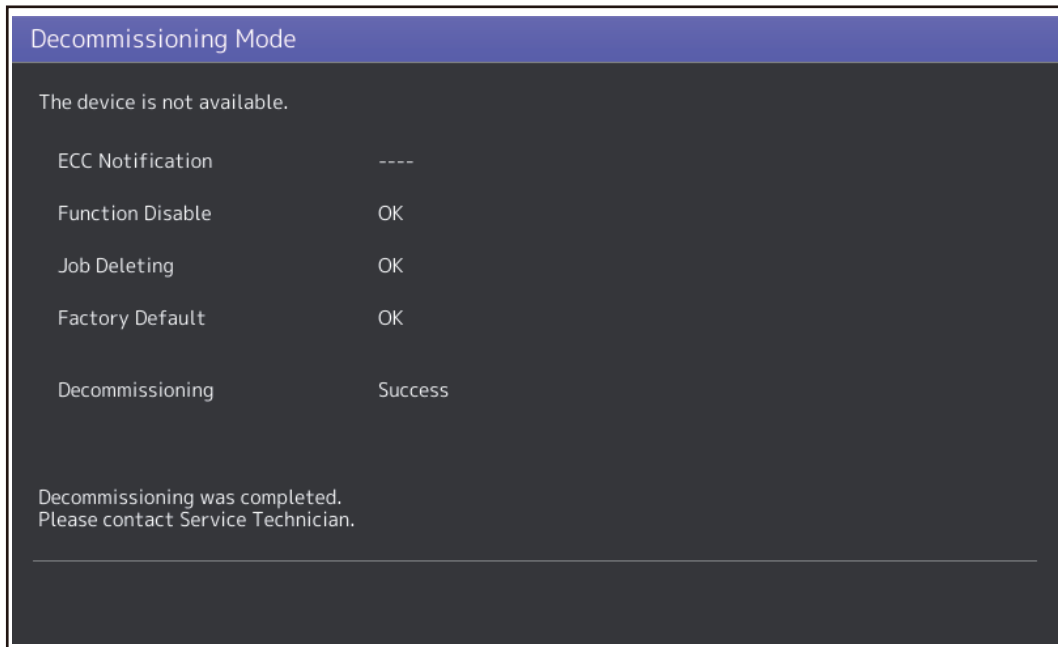 Decommissioning Mode
The device is not available.
ECC Notification ----
Function Disable OK
Job Deleting OK
Factory Default OK
Decommissioning Success
Decommissioning was completed.
Please contact Service Technician.